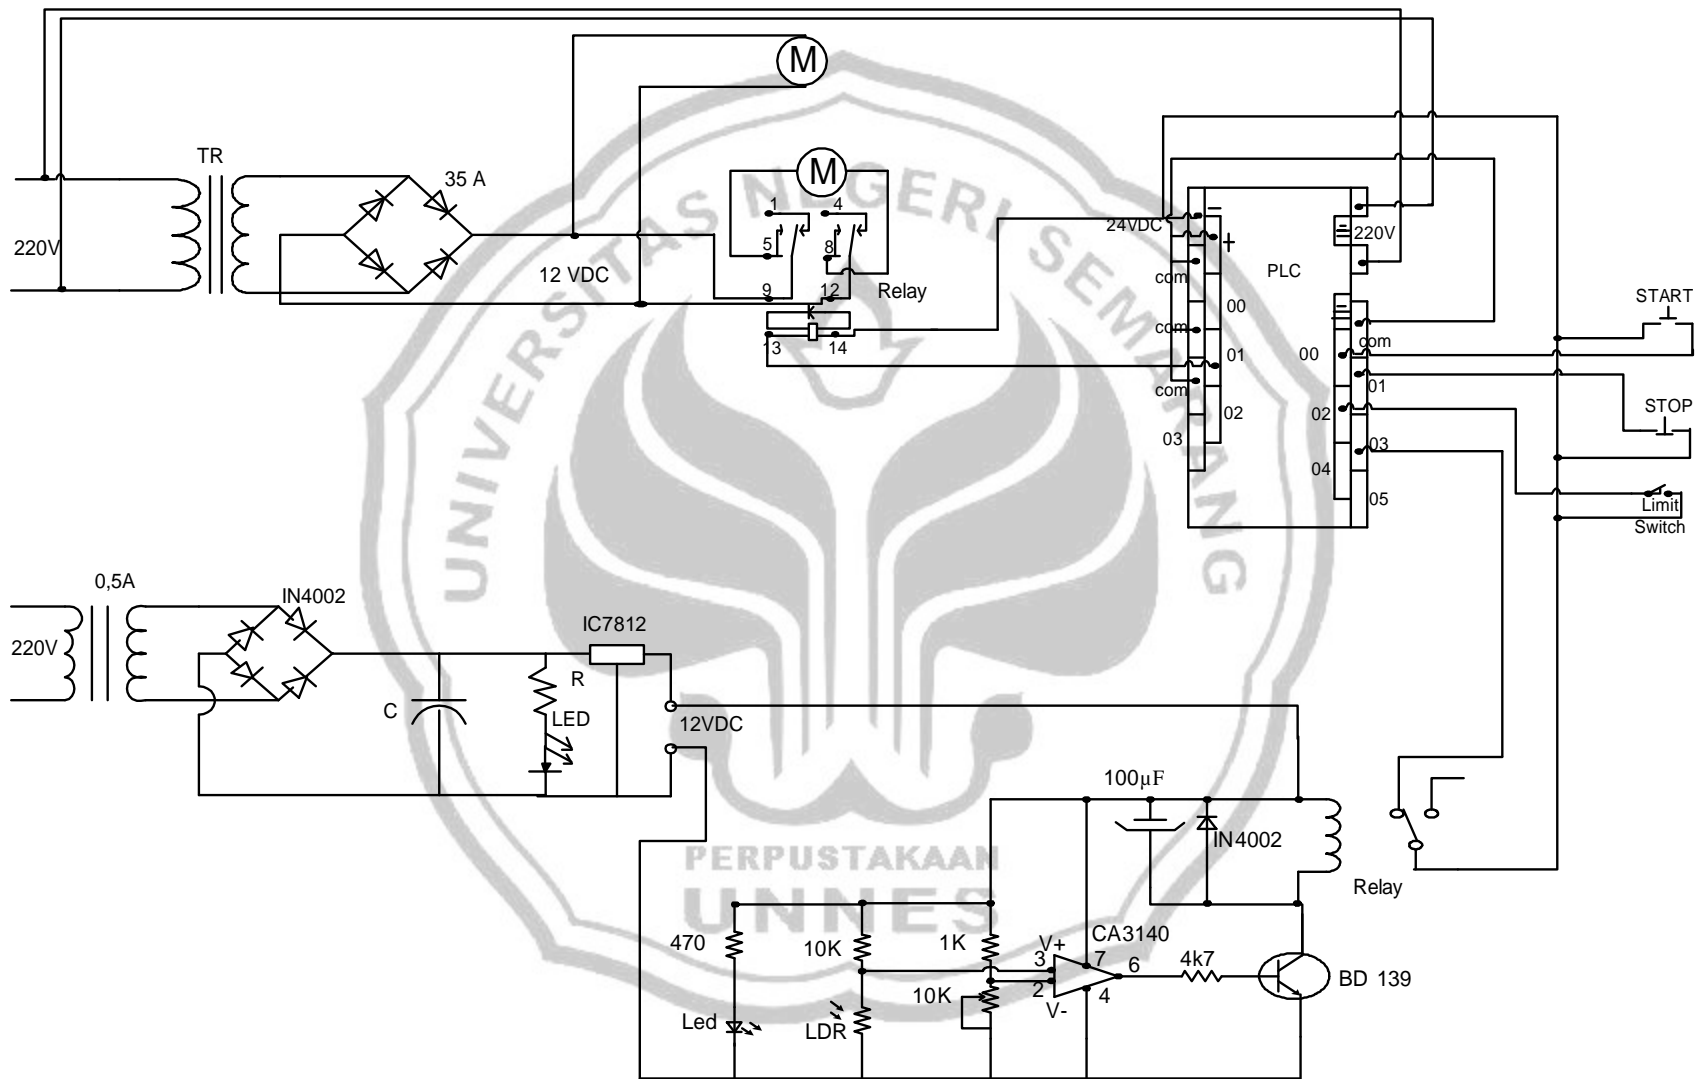 M
TR
35 A
M
220V
12 VDC
1
4
5
8
9
12
Relay
13
14
24VDC
−
+
com
00
com
01
com
02
03
PLC
220V
com
00
01
02
03
04
05
START
STOP
Limit
Switch
0,5A
IN4002
220V
IC7812
C
R
LED
12VDC
100µF
IN4002
Relay
470
10K
1K
V+
3
2
V-
CA3140
7
6
4
4k7
BD 139
10K
Led
LDR
UNIVERSITAS NEGERI SEMARANG
PERPUSTAKAAN
UNNES